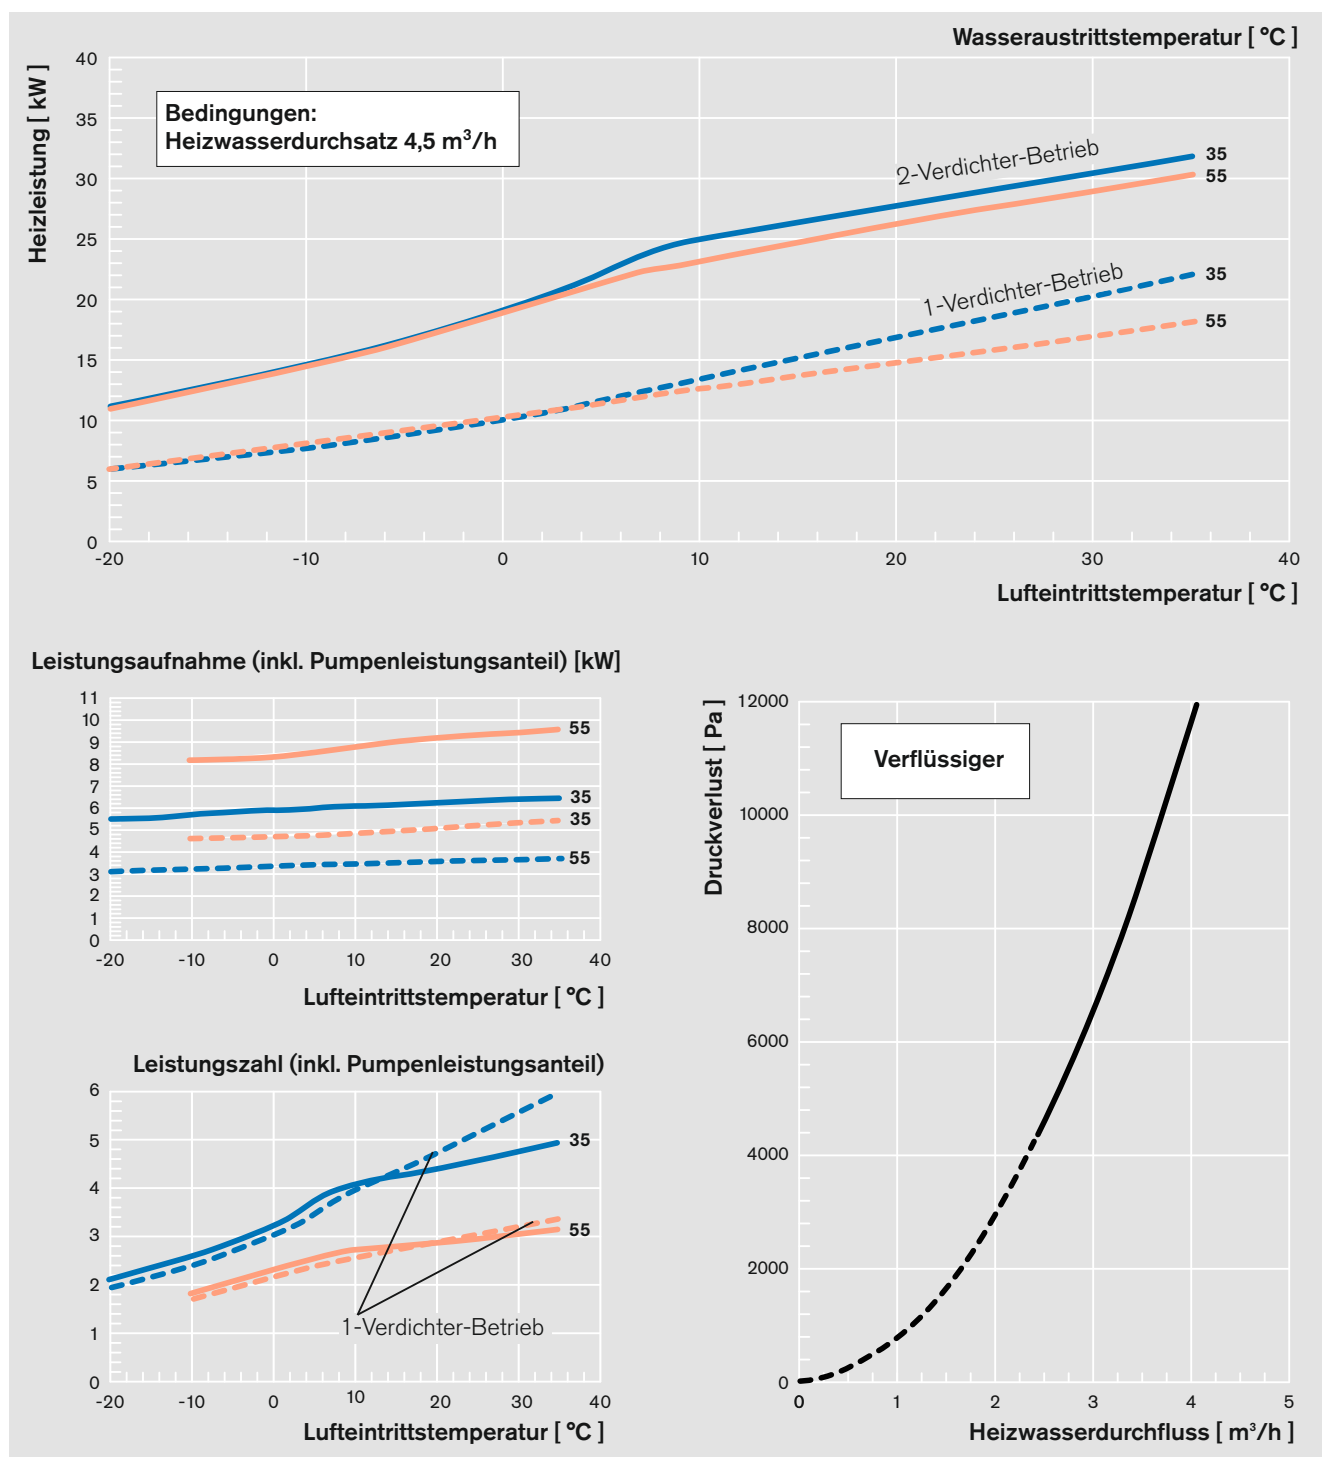 Wasseraustrittstemperatur [ °C ]
Heizleistung [ kW ]
40
35
30
25
20
15
10
5
0
Bedingungen:
Heizwasserdurchsatz 4,5 m³/h
2-Verdichter-Betrieb
35
55
1-Verdichter-Betrieb
35
55
-20 -10 0 10 20 30 40
Lufteintrittstemperatur [ °C ]
Leistungsaufnahme (inkl. Pumpenleistungsanteil) [kW]
11
10
9
8
7
6
5
4
3
2
1
0
55
35
35
55
-20 -10 0 10 20 30 40
Lufteintrittstemperatur [ °C ]
Leistungszahl (inkl. Pumpenleistungsanteil)
6
5
4
3
2
1
0
35
55
1-Verdichter-Betrieb
-20 -10 0 10 20 30 40
Lufteintrittstemperatur [ °C ]
Druckverlust [ Pa ]
12000
10000
8000
6000
4000
2000
0
Verflüssiger
0 1 2 3 4 5
Heizwasserdurchfluss [ m³/h ]